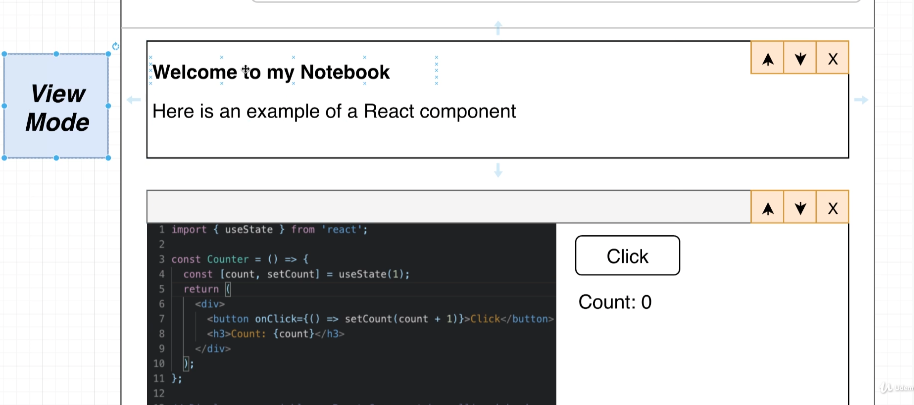 View
Mode
Welcome to my Notebook
X
Here is an example of a React component
X
1 import { useState } from 'react';
2
3 const Counter = () => {
4 const [count, setCount] = useState(1);
5 return (
6 <div>
7 <button onClick={() => setCount(count + 1)}>Click</button>
8 <h3>Count: {count}</h3>
9 </div>
10 );
11 };
12
Click
Count: 0